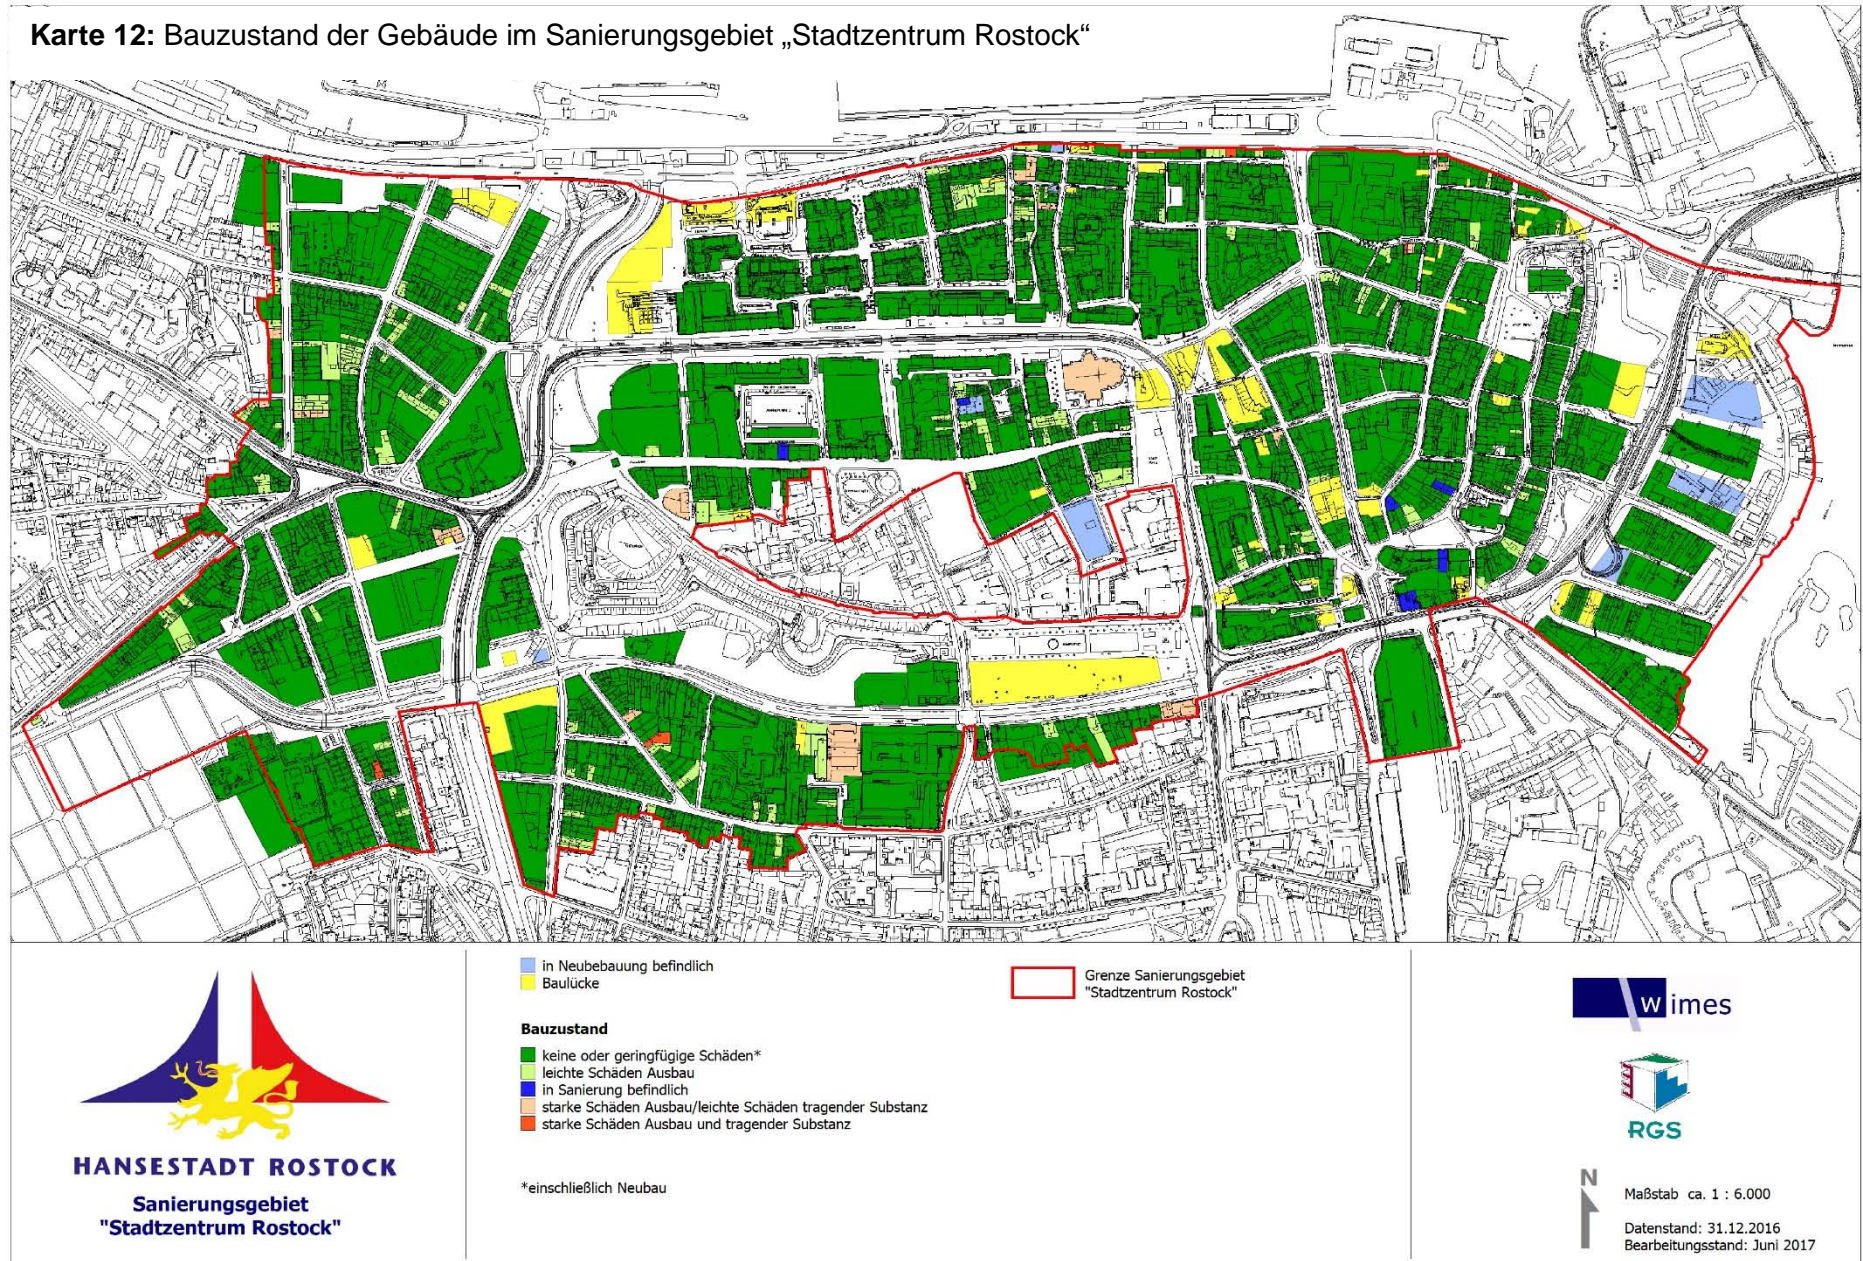 Karte 12: Bauzustand der Gebäude im Sanierungsgebiet „Stadtzentrum Rostock“
in Neubebauung befindlich
Baulücke
Bauzustand
keine oder geringfügige Schäden*
leichte Schäden Ausbau
in Sanierung befindlich
starke Schäden Ausbau/leichte Schäden tragender Substanz
starke Schäden Ausbau und tragender Substanz
*einschließlich Neubau
Grenze Sanierungsgebiet
"Stadtzentrum Rostock"
HANSESTADT ROSTOCK
Sanierungsgebiet
"Stadtzentrum Rostock"
wimes
RGS
N
Maßstab ca. 1 : 6.000
Datenstand: 31.12.2016
Bearbeitungsstand: Juni 2017